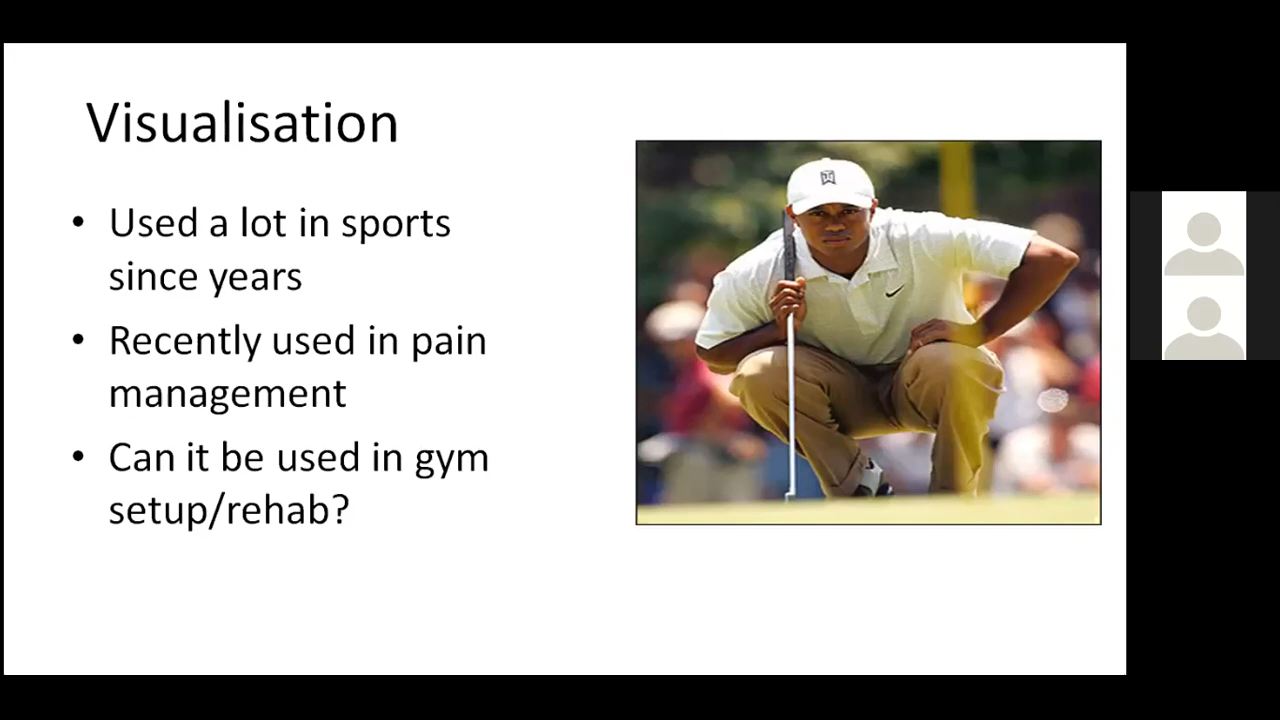 Visualisation
• Used a lot in sports
since years
• Recently used in pain
management
• Can it be used in gym
setup/rehab?